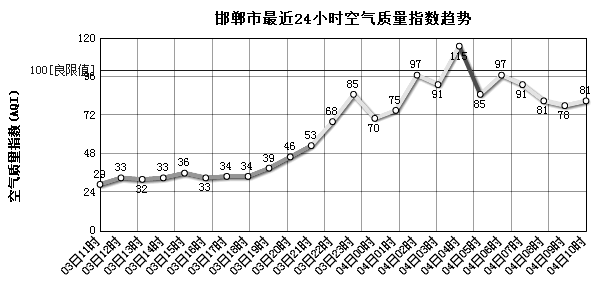 邯郸市最近24小时空气质量指数趋势
空气质量指数(AQI)
120
100[良限值]
96
72
48
24
0
29
33
32
33
36
33
34
34
39
46
53
68
85
70
75
97
91
115
85
97
91
81
78
81
03日11时
03日12时
03日13时
03日14时
03日15时
03日16时
03日17时
03日18时
03日19时
03日20时
03日21时
03日22时
03日23时
04日00时
04日01时
04日02时
04日03时
04日04时
04日05时
04日06时
04日07时
04日08时
04日09时
04日10时